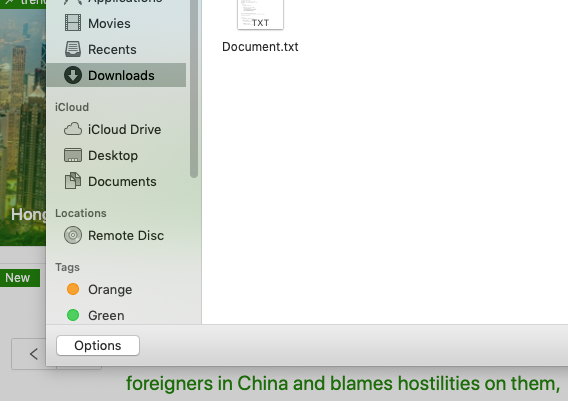 trend
Applications
Movies
Recents
Downloads
iCloud
iCloud Drive
Desktop
Documents
Locations
Remote Disc
Tags
Orange
Green
Options
TXT
Document.txt
Hong
New
foreigners in China and blames hostilities on them,